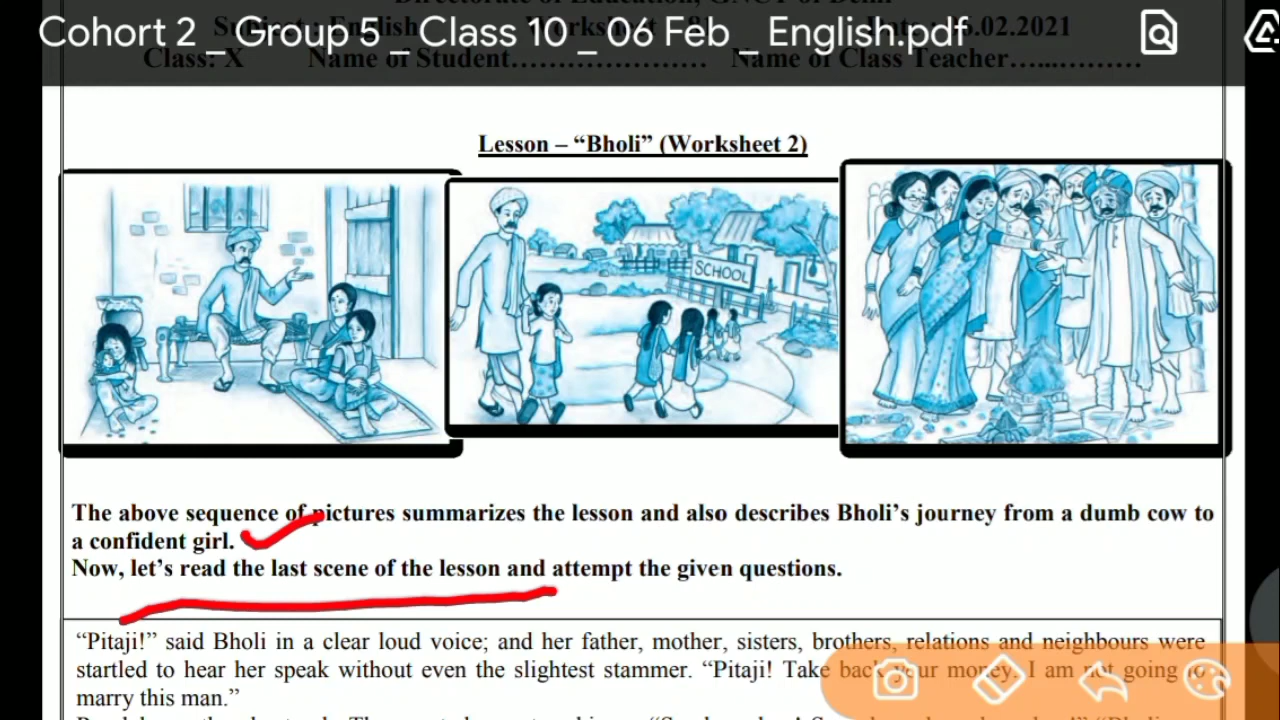 Cohort 2 _ Group 5 _ Class 10 _ 06 Feb _ English.pdf
Class: X Name of Student………………… Name of Class Teacher…...………
Lesson – “Bholi” (Worksheet 2)
SCHOOL
The above sequence of pictures summarizes the lesson and also describes Bholi’s journey from a dumb cow to
a confident girl.
Now, let’s read the last scene of the lesson and attempt the given questions.
“Pitaji!” said Bholi in a clear loud voice; and her father, mother, sisters, brothers, relations and neighbours were
startled to hear her speak without even the slightest stammer. “Pitaji! Take back your money. I am not going to
marry this man.”